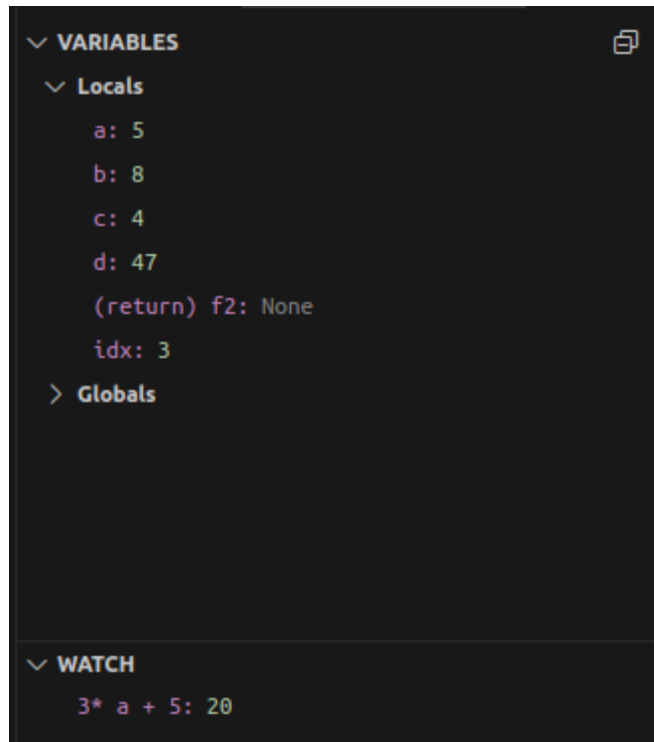 VARIABLES
Locals
a: 5
b: 8
c: 4
d: 47
(return) f2: None
idx: 3
Globals
WATCH
3* a + 5: 20